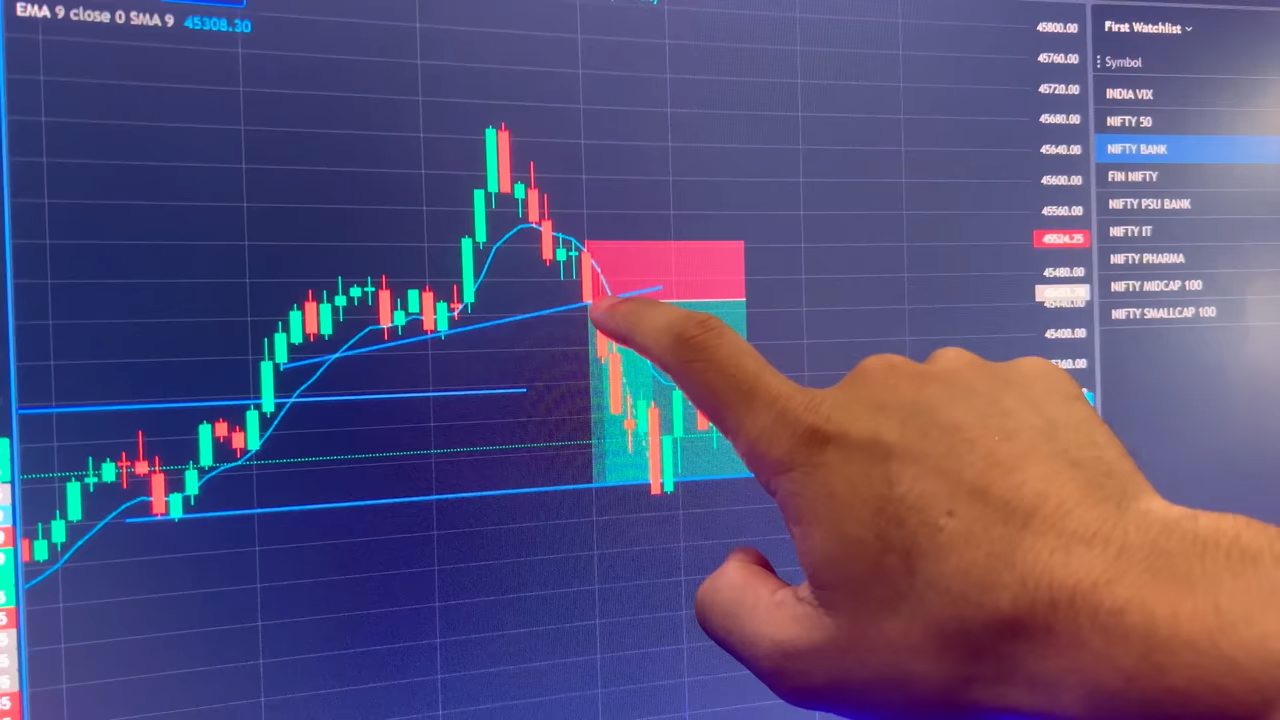 EMA 9 close 0 SMA 9 45308.30
45800.00
45760.00
45720.00
45680.00
45640.00
45600.00
45560.00
45524.25
45480.00
45440.00
45400.00
First Watchlist
Symbol
INDIA VIX
NIFTY 50
NIFTY BANK
FIN NIFTY
NIFTY PSU BANK
NIFTY IT
NIFTY PHARMA
NIFTY MIDCAP 100
NIFTY SMALLCAP 100